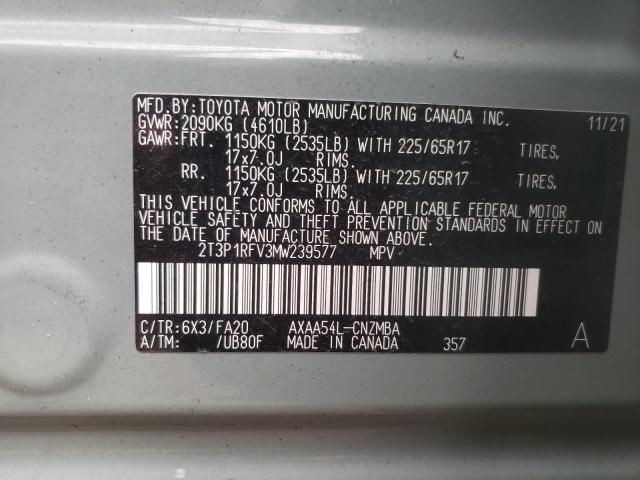 MFD.BY:TOYOTA MOTOR MANUFACTURING CANADA INC. 11/21
GVWR:2090KG (4610LB)
GAWR:FRT. 1150KG (2535LB) WITH 225/65R17 TIRES,
17x7.0J RIMS.
RR. 1150KG (2535LB) WITH 225/65R17 TIRES,
17x7.0J RIMS.
THIS VEHICLE CONFORMS TO ALL APPLICABLE FEDERAL MOTOR
VEHICLE SAFETY AND THEFT PREVENTION STANDARDS IN EFFECT ON
THE DATE OF MANUFACTURE SHOWN ABOVE.
2T3P1RFV3MW239577 MPV
C/TR:6X3/FA20 AXAA54L-CNZMBA A
A/TM: /UB80F MADE IN CANADA 357